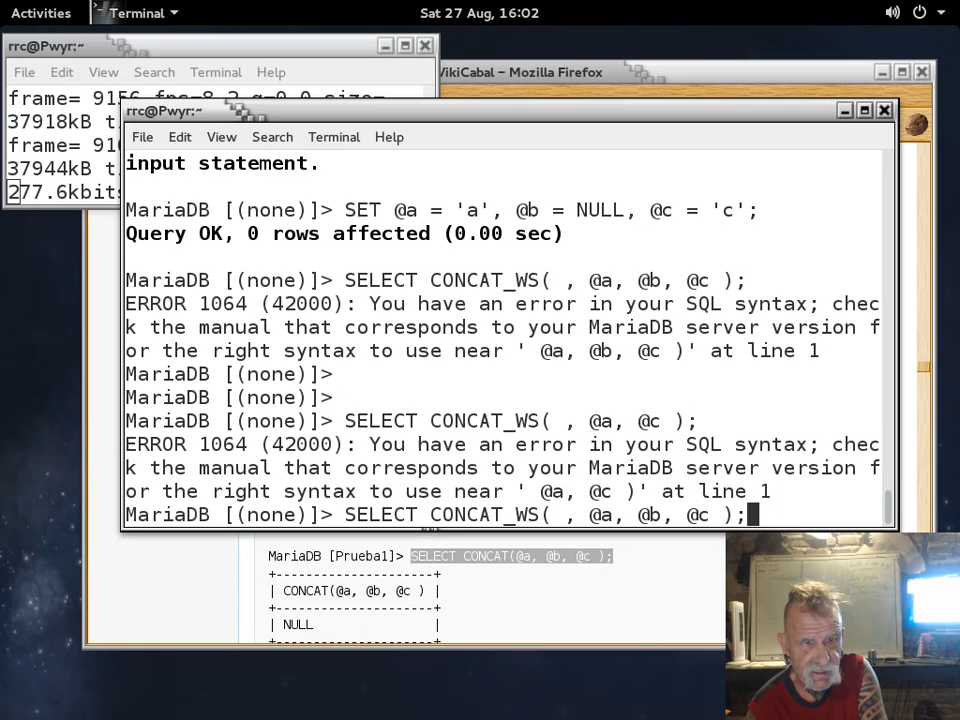 Activities
Terminal
Sat 27 Aug, 16:02
rrc@Pwyr:~
VikiCabal – Mozilla Firefox
File Edit View Search Terminal Help
37918kB
frame=
37944kB
277.6kbits
rrc@Pwyr:~
File Edit View Search Terminal Help
input statement.
MariaDB [(none)]> SET @a = 'a', @b = NULL, @c = 'c';
Query OK, 0 rows affected (0.00 sec)
MariaDB [(none)]> SELECT CONCAT_WS( , @a, @b, @c );
ERROR 1064 (42000): You have an error in your SQL syntax; chec
k the manual that corresponds to your MariaDB server version f
or the right syntax to use near ' @a, @b, @c )' at line 1
MariaDB [(none)]>
MariaDB [(none)]>
MariaDB [(none)]> SELECT CONCAT_WS( , @a, @c );
ERROR 1064 (42000): You have an error in your SQL syntax; chec
k the manual that corresponds to your MariaDB server version f
or the right syntax to use near ' @a, @c )' at line 1
MariaDB [(none)]> SELECT CONCAT_WS( , @a, @b, @c );
MariaDB [Prueba1]> SELECT CONCAT(@a, @b, @c );
+---------------------+
| CONCAT(@a, @b, @c ) |
+---------------------+
| NULL                |
+---------------------+